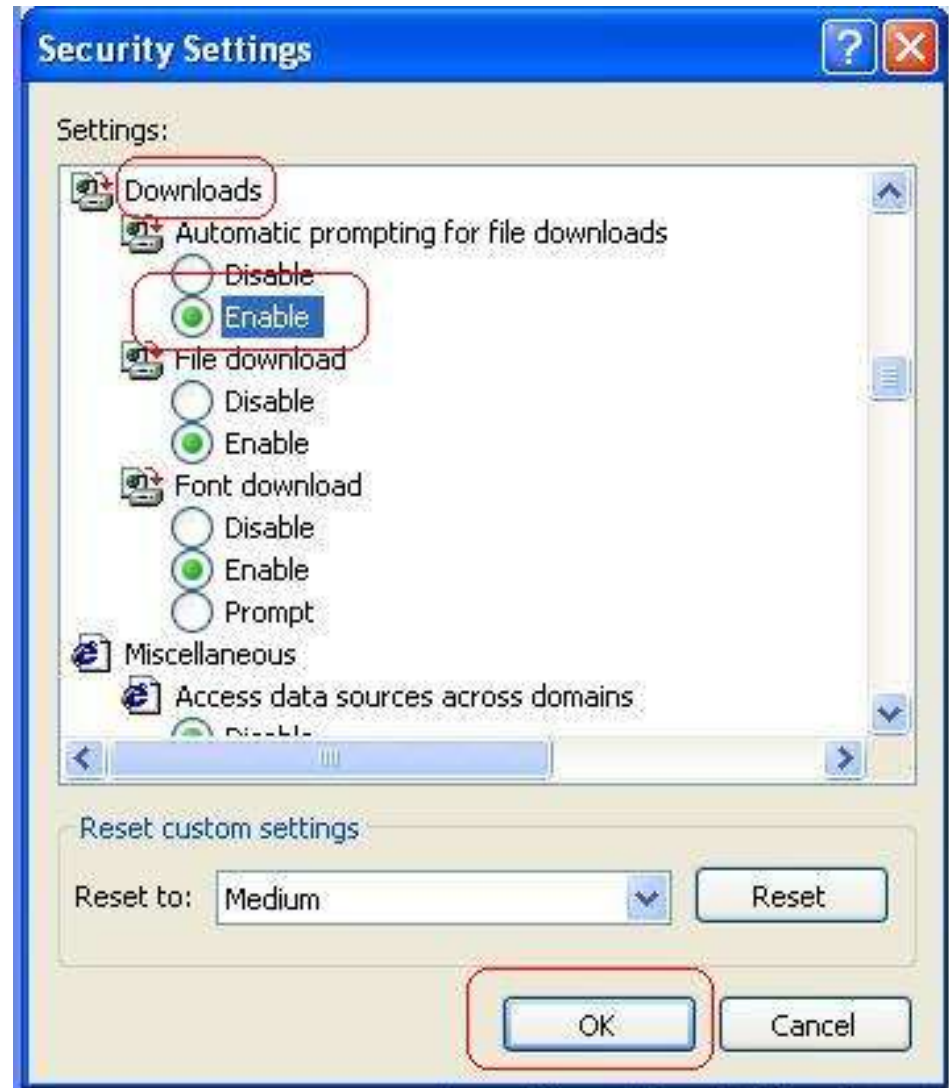 Security Settings
Settings:
Downloads
Automatic prompting for file downloads
Disable
Enable
File download
Disable
Enable
Font download
Disable
Enable
Prompt
Miscellaneous
Access data sources across domains
Disable
Reset custom settings
Reset to: Medium Reset
OK Cancel